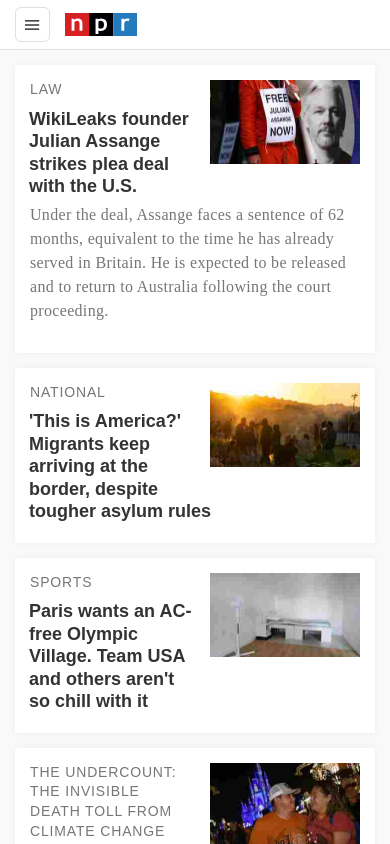 npr
LAW
WikiLeaks founder
Julian Assange
strikes plea deal
with the U.S.
FREE
JULIAN
ASSANGE
NOW!
Under the deal, Assange faces a sentence of 62
months, equivalent to the time he has already
served in Britain. He is expected to be released
and to return to Australia following the court
proceeding.
NATIONAL
'This is America?'
Migrants keep
arriving at the
border, despite
tougher asylum rules
SPORTS
Paris wants an AC-
free Olympic
Village. Team USA
and others aren't
so chill with it
THE UNDERCOUNT:
THE INVISIBLE
DEATH TOLL FROM
CLIMATE CHANGE